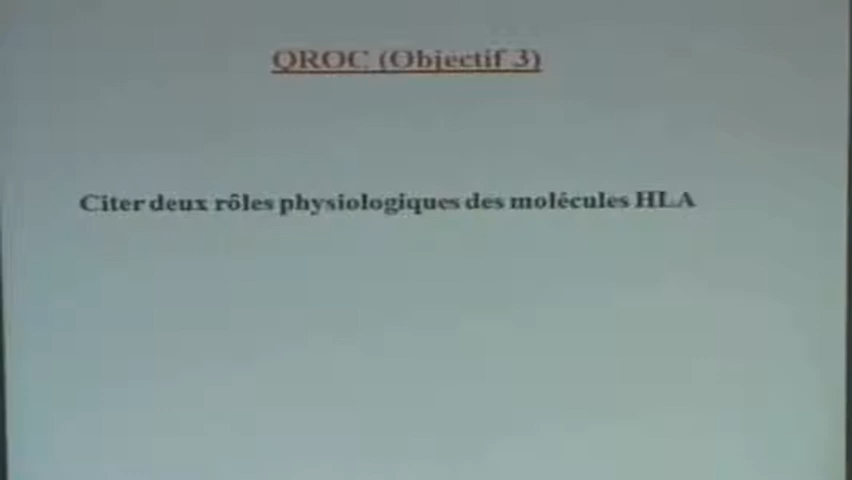 QROC (Objectif 3)
Citer deux rôles physiologiques des molécules HLA